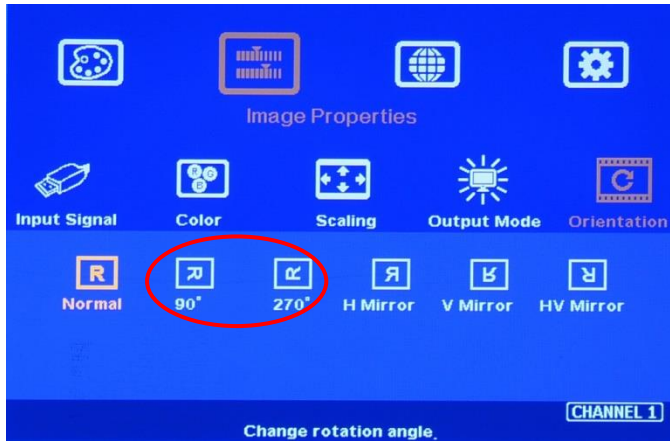 Image Properties
Input Signal Color Scaling Output Mode Orientation
R G B
R R R R R R
Normal 90° 270° H Mirror V Mirror HV Mirror
CHANNEL 1
Change rotation angle.